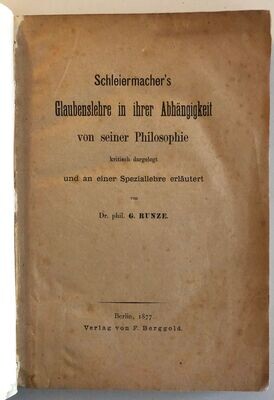 Schleiermacher's
Glaubenslehre in ihrer Abhängigkeit
von seiner Philosophie
kritisch dargelegt
und an einer Speziallehre erläutert
von
Dr. phil. G. RUNZE.
Berlin, 1877.
Verlag von F. Berggold.